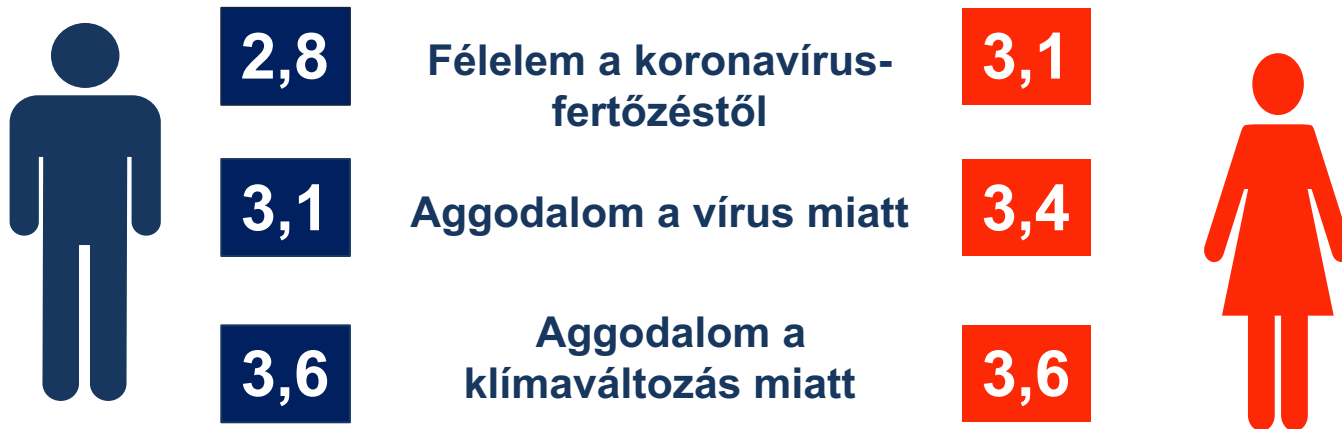 2,8
Félelem a koronavírus-
fertőzéstől
3,1
3,1
Aggodalom a vírus miatt
3,4
3,6
Aggodalom a
klímaváltozás miatt
3,6